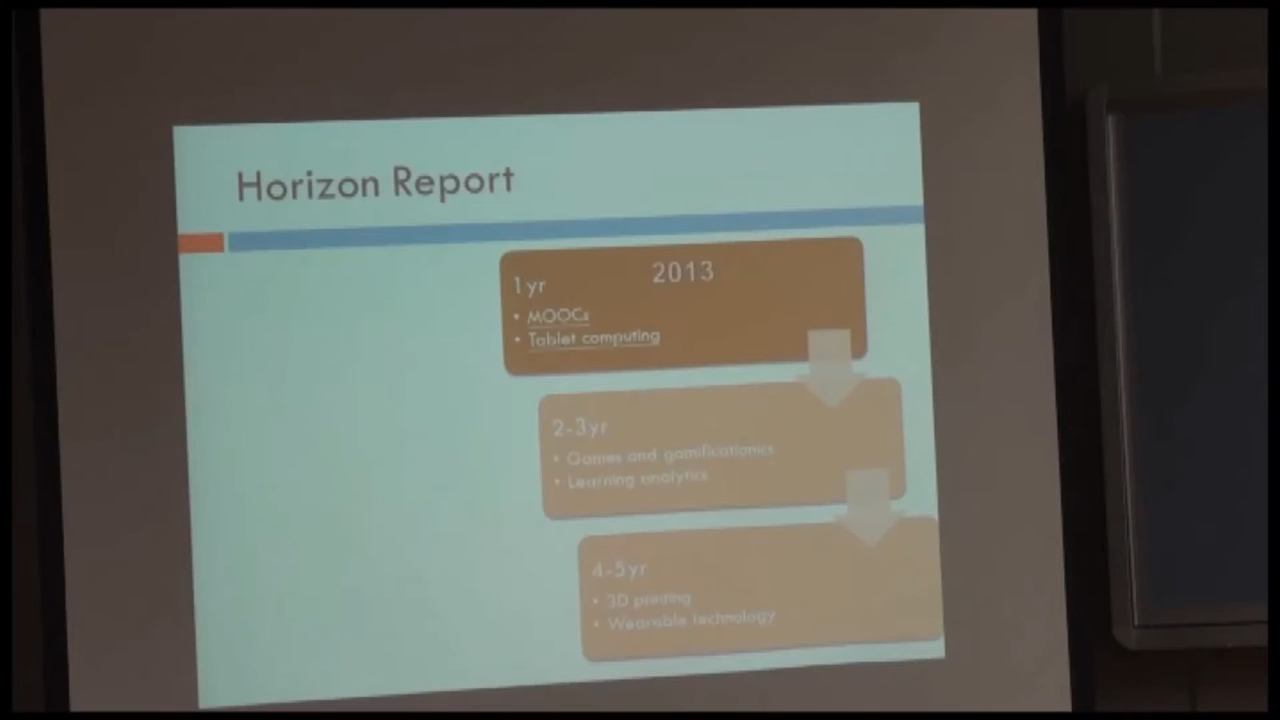 Horizon Report
2013
1yr
• MOOCs
• Tablet computing
2-3yr
• Games and gamificationics
• Learning analytics
4-5yr
• 3D printing
• Wearable technology